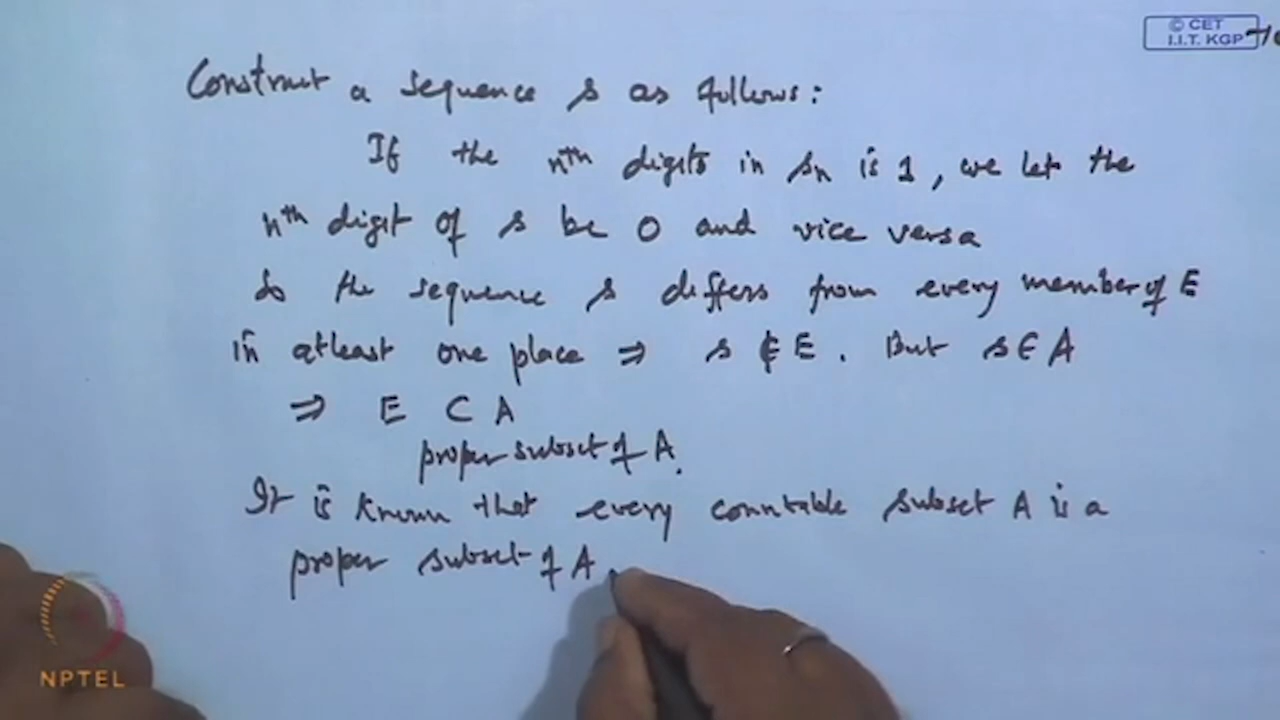 © CET
I.I.T. KGP
Construct a sequence s as follows:
If the nth digits in sn is 1, we let the
nth digit of s be 0 and vice versa
So the sequence s differs from every member of E
in atleast one place ⇒ s ∉ E. But s ∈ A
⇒ E ⊂ A
proper subset of A.
It is known that every countable subset A is a
proper subset of A
NPTEL